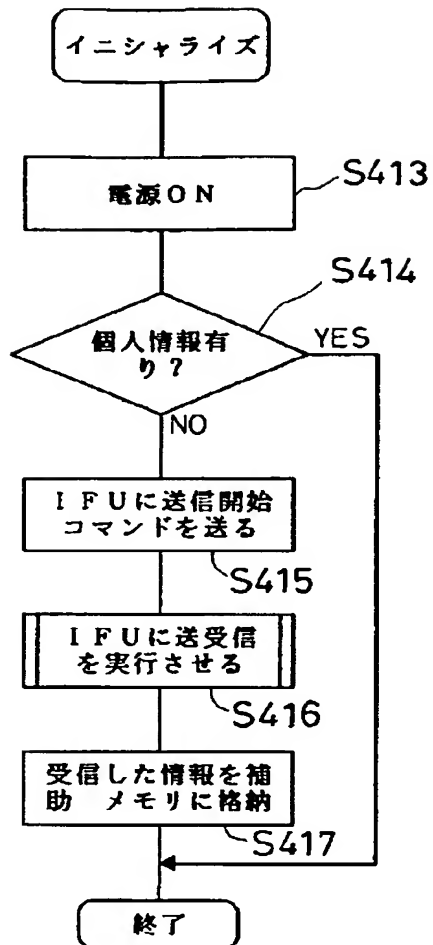 イニシャライズ
電源ON
S413
S414
個人情報有
り?
YES
NO
IFUに送信開始
コマンドを送る
S415
IFUに送受信
を実行させる
S416
受信した情報を補
助 メモリに格納
S417
終了